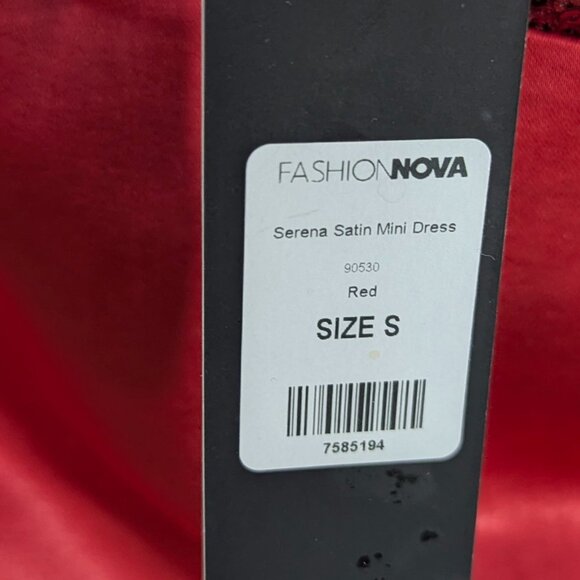 FASHIONNOVA
Serena Satin Mini Dress
90530
Red
SIZE S
7585194